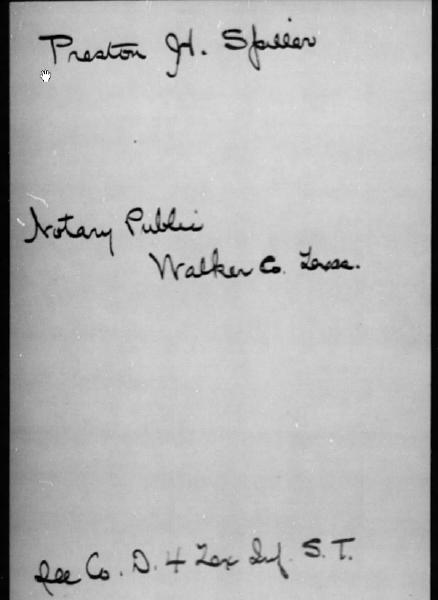 Preston H. Spiller
Notary Public
Walker Co. Texas.
See Co. D. 4 Tex Inf. S. T.